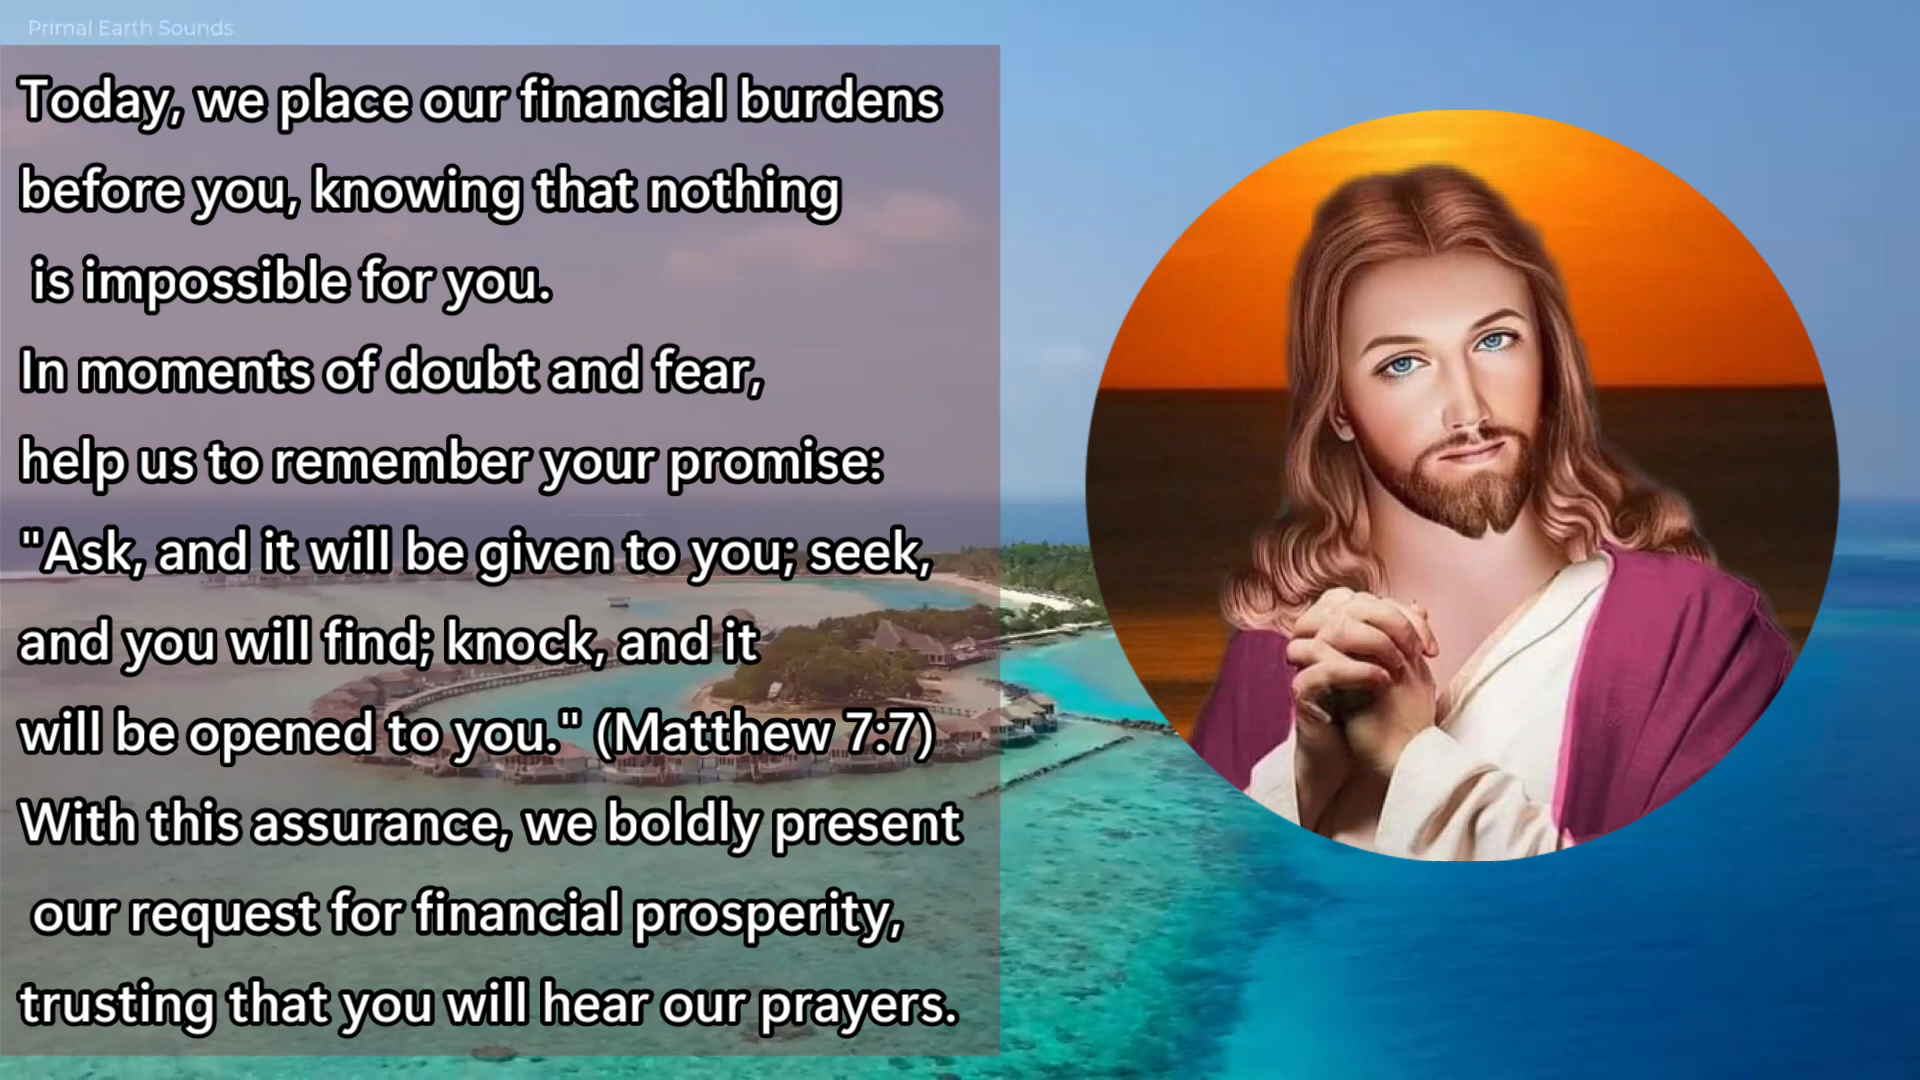 Primal Earth Sounds
Today, we place our financial burdens
before you, knowing that nothing
is impossible for you.
In moments of doubt and fear,
help us to remember your promise:
"Ask, and it will be given to you; seek,
and you will find; knock, and it
will be opened to you." (Matthew 7:7)
With this assurance, we boldly present
our request for financial prosperity,
trusting that you will hear our prayers.